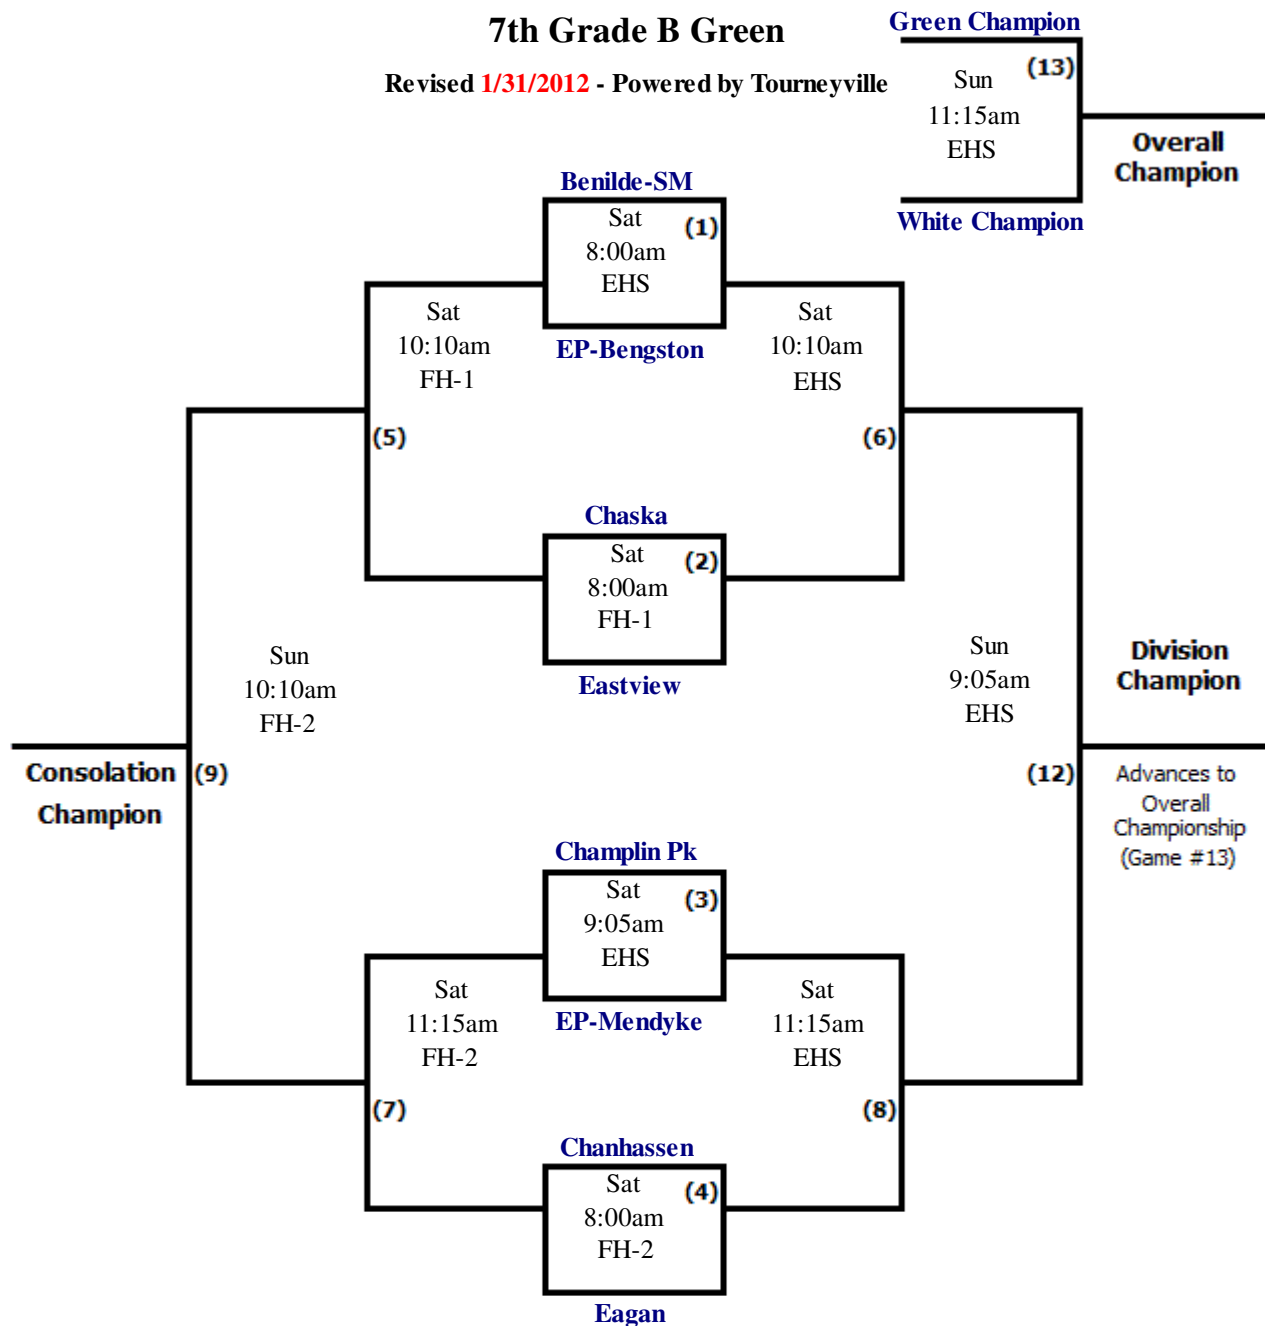 7th Grade B Green
Revised 1/31/2012 - Powered by Tourneyville
Green Champion
(13)
Sun
11:15am
EHS
White Champion
Overall
Champion
Benilde-SM
Sat
(1)
8:00am
EHS
EP-Bengston
Sat
10:10am
FH-1
(5)
Sat
10:10am
EHS
(6)
Chaska
Sat
(2)
8:00am
FH-1
Eastview
Sun
10:10am
FH-2
(9)
Consolation
Champion
Sun
9:05am
EHS
(12)
Division
Champion
Advances to
Overall
Championship
(Game #13)
Champlin Pk
Sat
(3)
9:05am
EHS
EP-Mendyke
Sat
11:15am
FH-2
(7)
Sat
11:15am
EHS
(8)
Chanhassen
Sat
(4)
8:00am
FH-2
Eagan